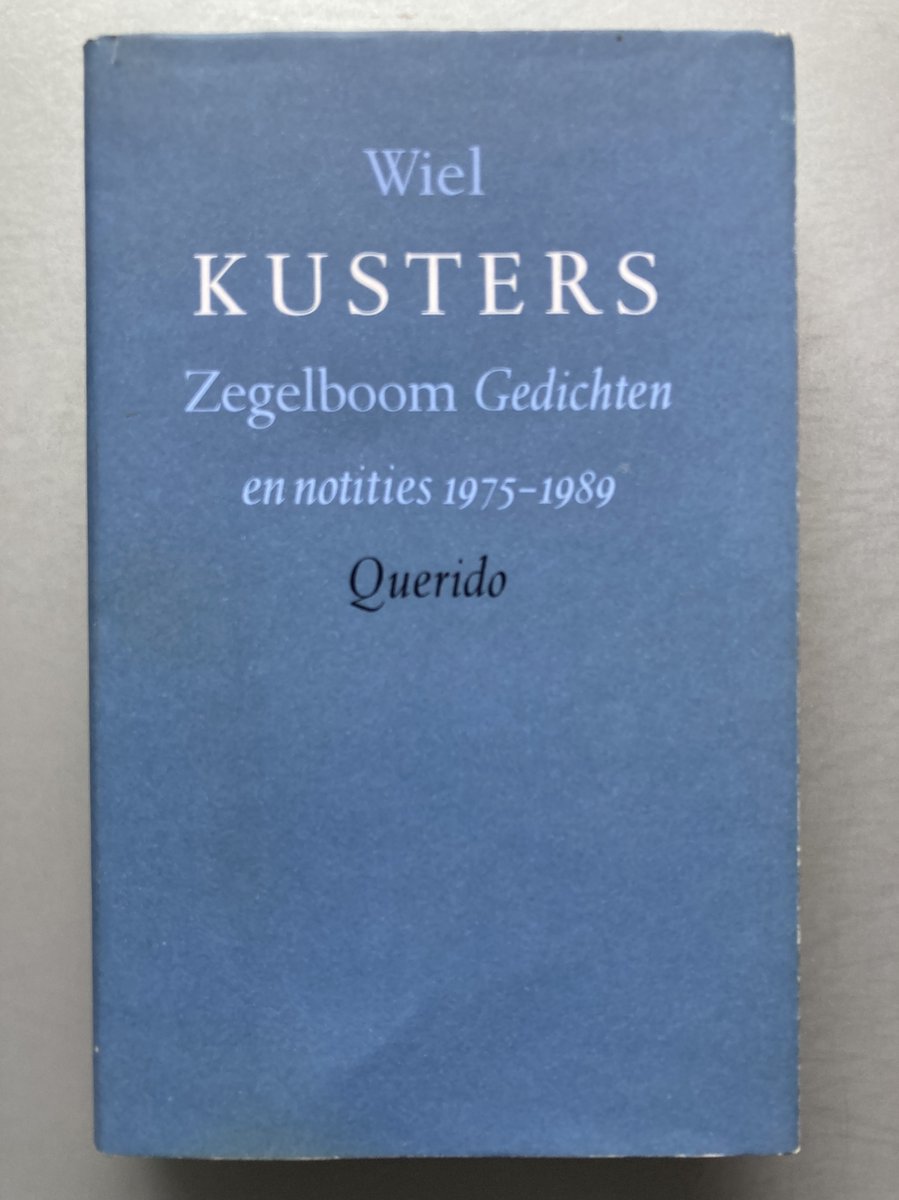 Wiel
KUSTERS
Zegelboom Gedichten
en notities 1975–1989
Querido